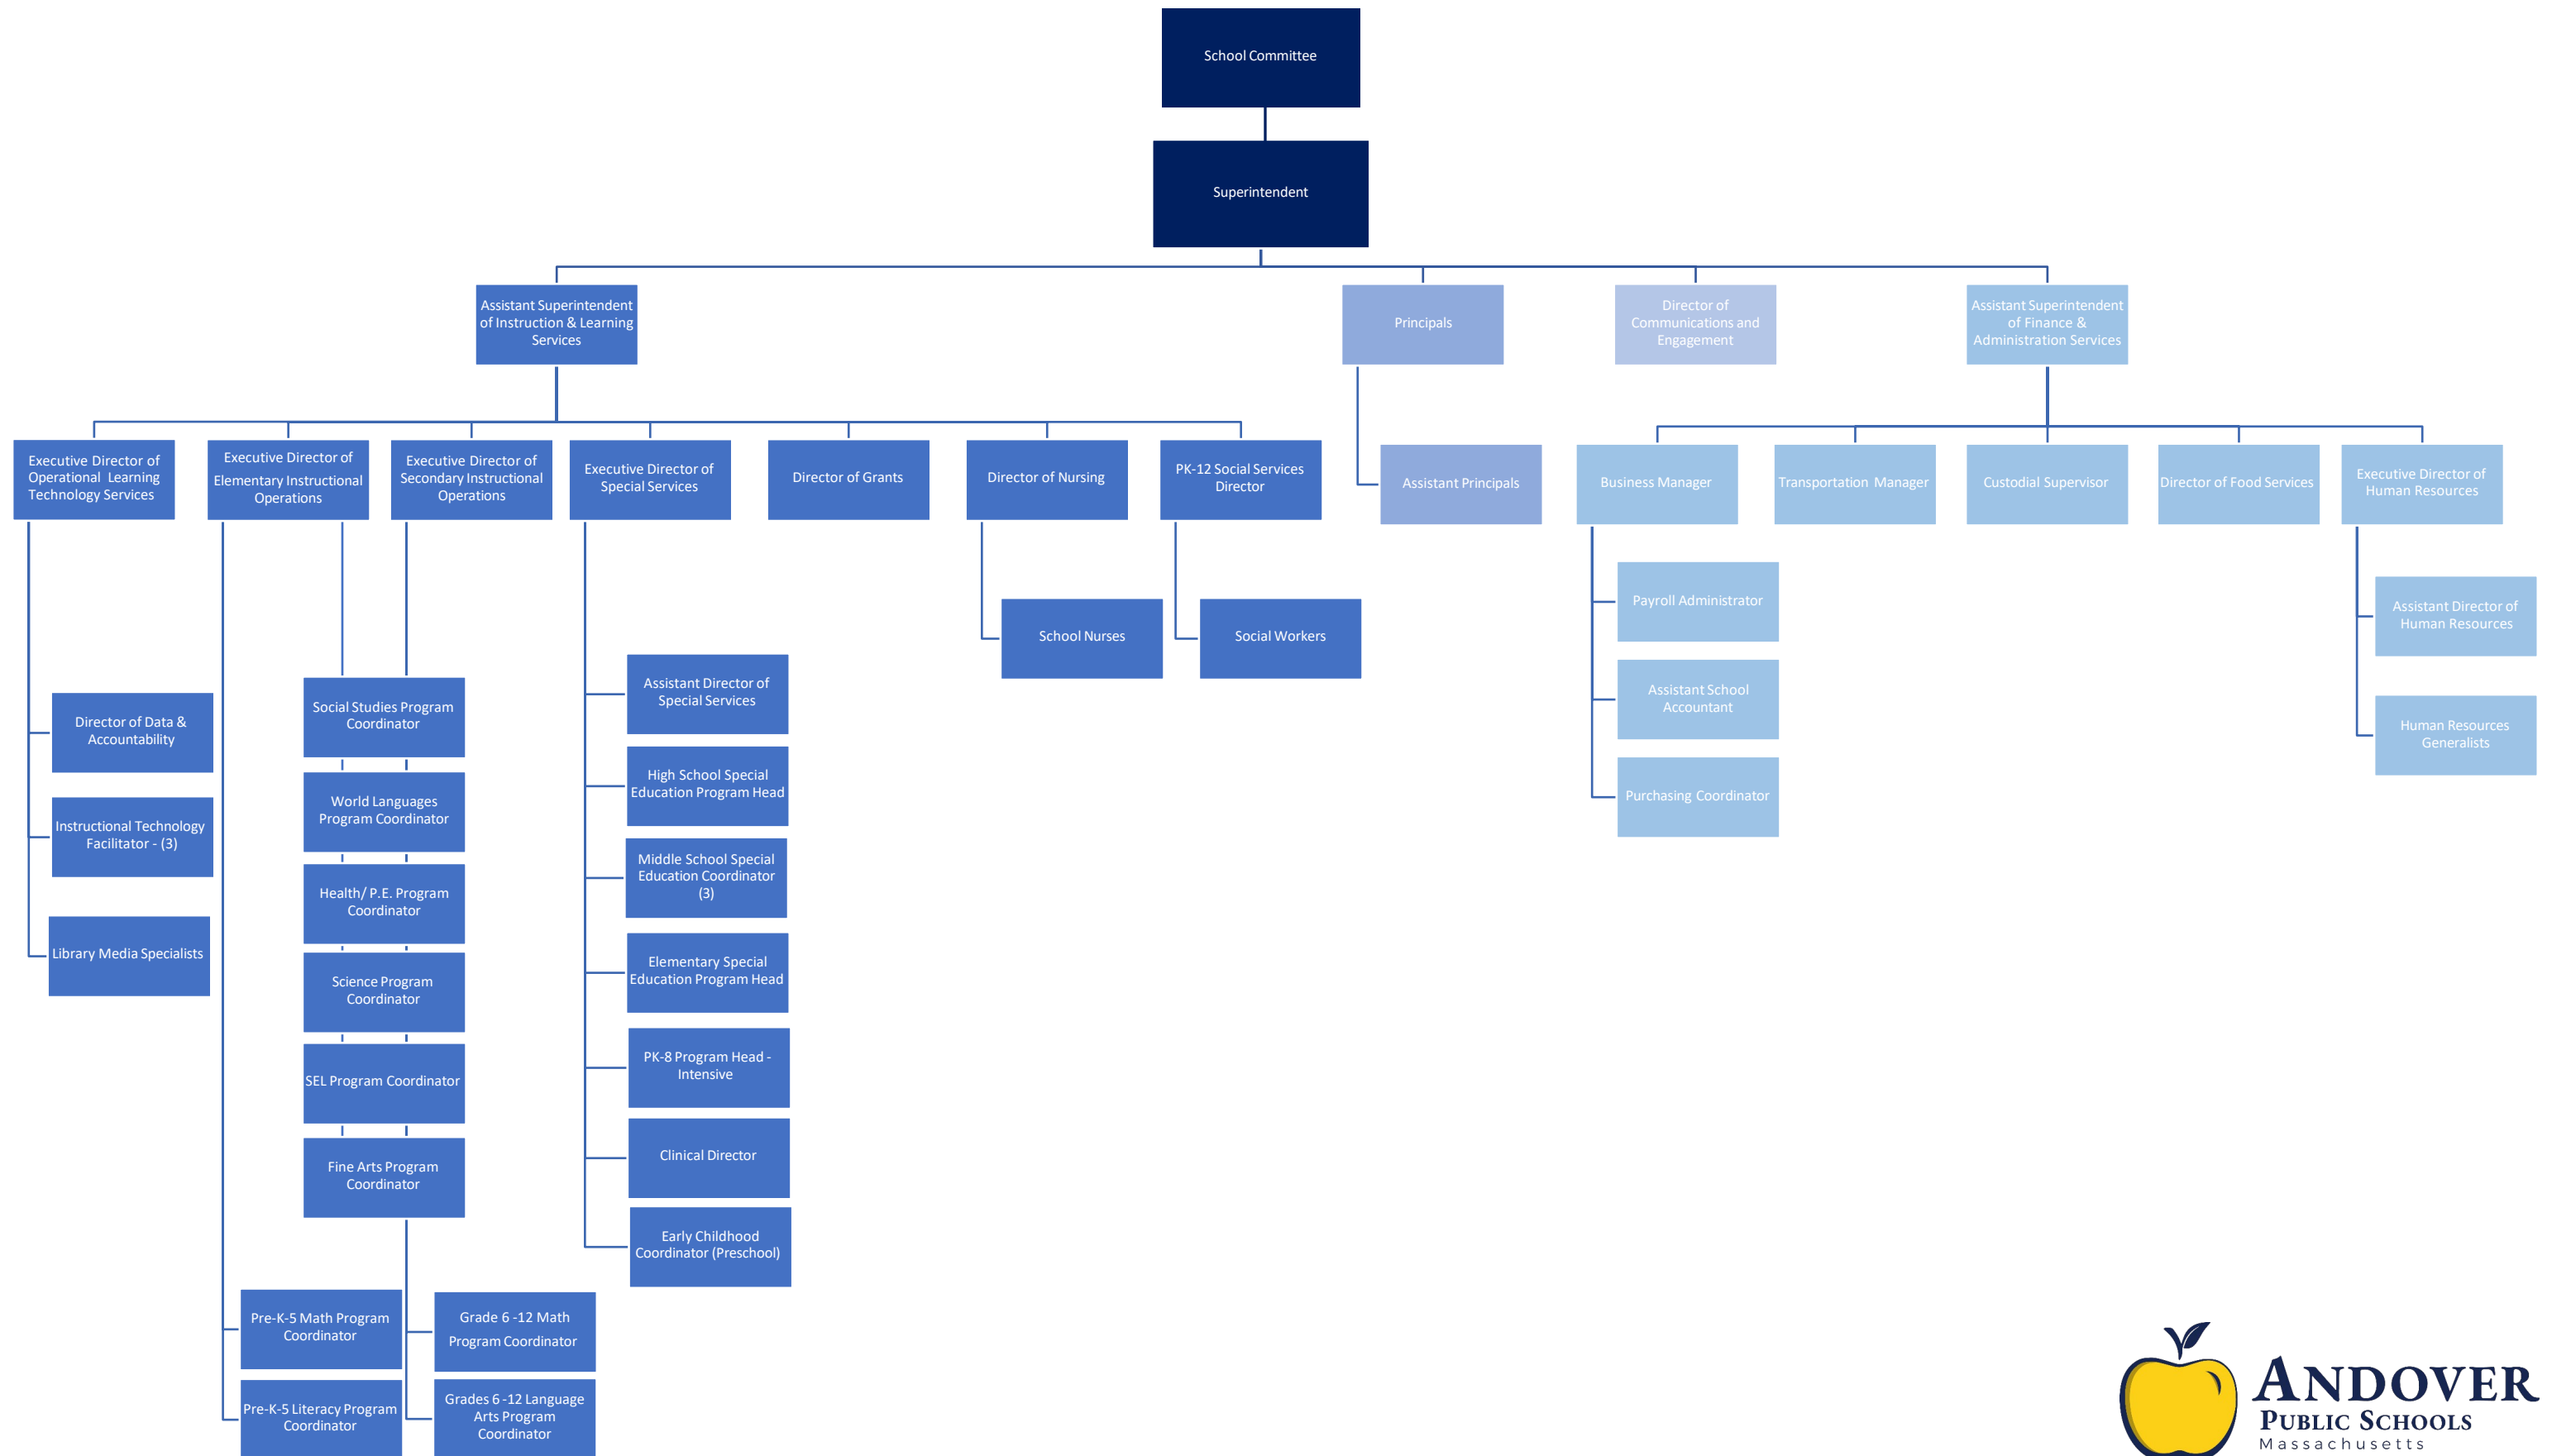 School Committee
Superintendent
Assistant Superintendent
of Instruction & Learning
Services
Principals
Director of
Communications and
Engagement
Assistant Superintendent
of Finance &
Administration Services
Executive Director of
Operational Learning
Technology Services
Executive Director of
Elementary Instructional
Operations
Executive Director of
Secondary Instructional
Operations
Executive Director of
Special Services
Director of Grants
Director of Nursing
PK-12 Social Services
Director
Assistant Principals
Business Manager
Transportation Manager
Custodial Supervisor
Director of Food Services
Executive Director of
Human Resources
Director of Data &
Accountability
Instructional Technology
Facilitator - (3)
Library Media Specialists
Social Studies Program
Coordinator
World Languages
Program Coordinator
Health/ P.E. Program
Coordinator
Science Program
Coordinator
SEL Program Coordinator
Fine Arts Program
Coordinator
Pre-K-5 Math Program
Coordinator
Pre-K-5 Literacy Program
Coordinator
Grade 6 -12 Math
Program Coordinator
Grades 6 -12 Language
Arts Program
Coordinator
Assistant Director of
Special Services
High School Special
Education Program Head
Middle School Special
Education Coordinator
(3)
Elementary Special
Education Program Head
PK-8 Program Head -
Intensive
Clinical Director
Early Childhood
Coordinator (Preschool)
School Nurses
Social Workers
Payroll Administrator
Assistant School
Accountant
Purchasing Coordinator
Assistant Director of
Human Resources
Human Resources
Generalists
ANDOVER
PUBLIC SCHOOLS
Massachusetts